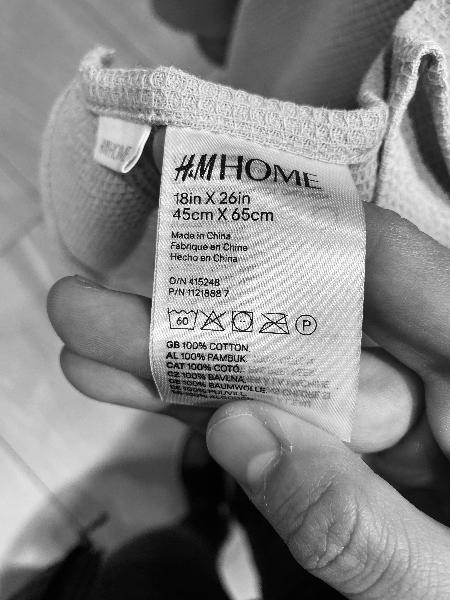 H&M HOME
H&M HOME
18in X 26in
45cm X 65cm
Made in China
Fabriqué en Chine
Hecho en China
O/N 415248
P/N 1121888 7
60 P
GB 100% COTTON.
AL 100% PAMBUK.
CAT 100% COTÓ.
CZ 100% BAVLNA.
DE 100% BAUMWOLLE.